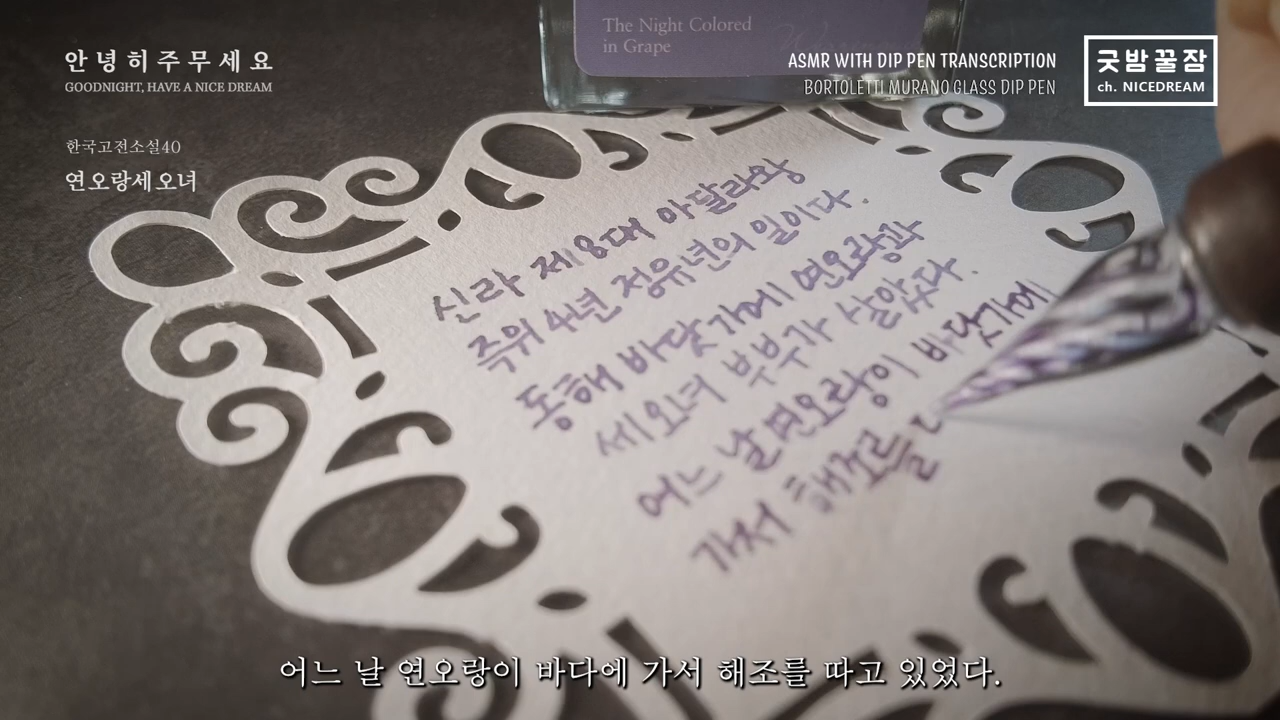 안녕히주무세요
GOODNIGHT, HAVE A NICE DREAM
한국고전소설40
연오랑세오녀
The Night Colored
in Grape
ASMR WITH DIP PEN TRANSCRIPTION
BORTOLETTI MURANO GLASS DIP PEN
굿밤꿀잠
ch. NICEDREAM
신라 제8대 아달라왕
즉위 4년 정유년의 일이다.
동해 바닷가에 연오랑과
세오녀 부부가 살았다.
어느 날 연오랑이 바닷가에
가서 해조를
어느 날 연오랑이 바다에 가서 해조를 따고 있었다.